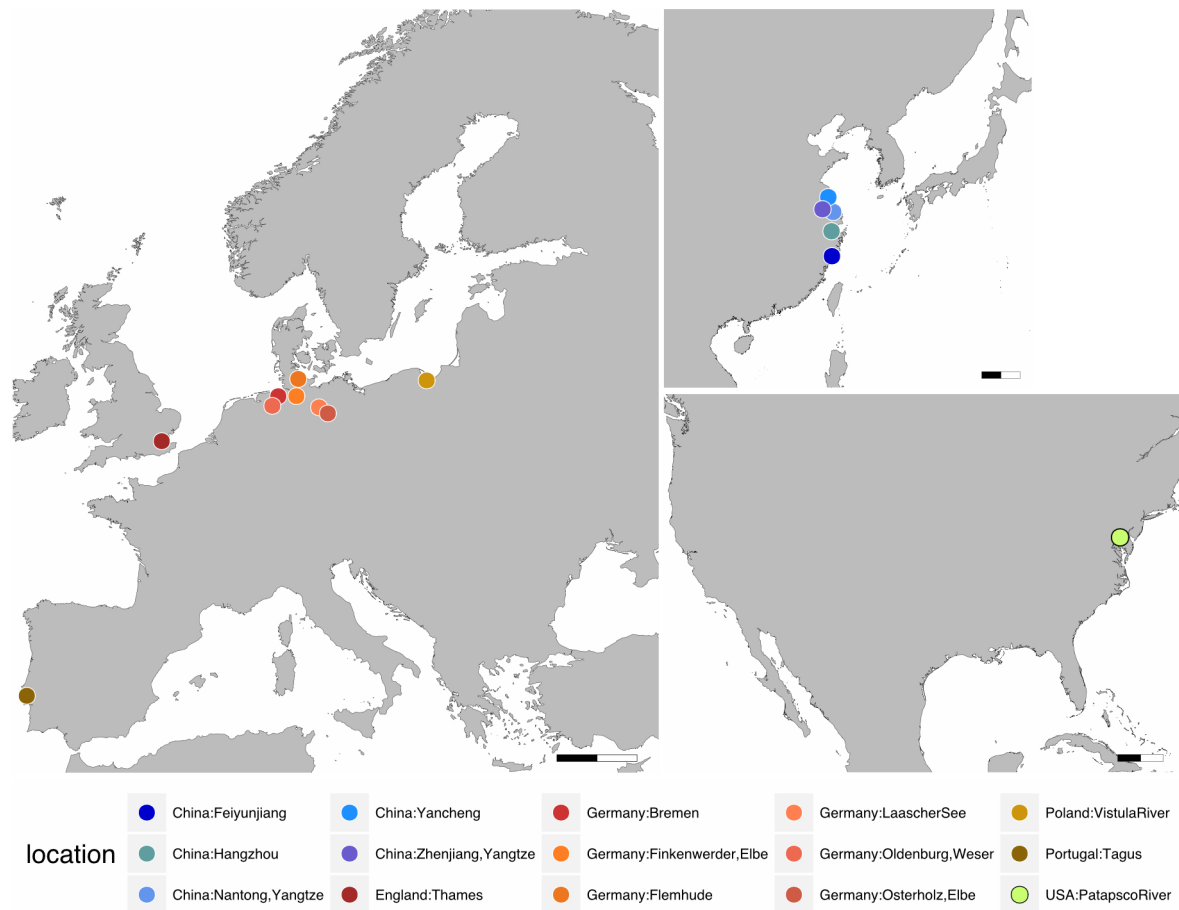 China:Feiyunjiang China:Yancheng Germany:Bremen Germany:LaascherSee Poland:VistulaRiver
location China:Hangzhou China:Zhenjiang,Yangtze Germany:Finkenwerder,Elbe Germany:Oldenburg,Weser Portugal:Tagus
China:Nantong,Yangtze England:Thames Germany:Flemhude Germany:Osterholz,Elbe USA:PatapscoRiver